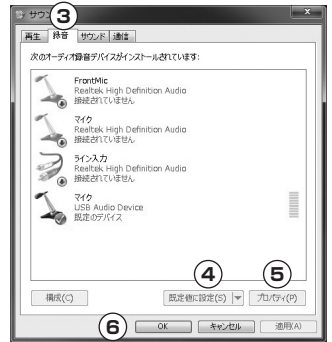 サウンド
③
再生 録音 サウンド 通信
次のオーディオ録音デバイスがインストールされています:
FrontMic
Realtek High Definition Audio
接続されていません
マイク
Realtek High Definition Audio
接続されていません
ライン入力
Realtek High Definition Audio
接続されていません
マイク
USB Audio Device
既定のデバイス
④ ⑤
構成(C) 既定値に設定(S) プロパティ(P)
⑥ OK キャンセル 適用(A)